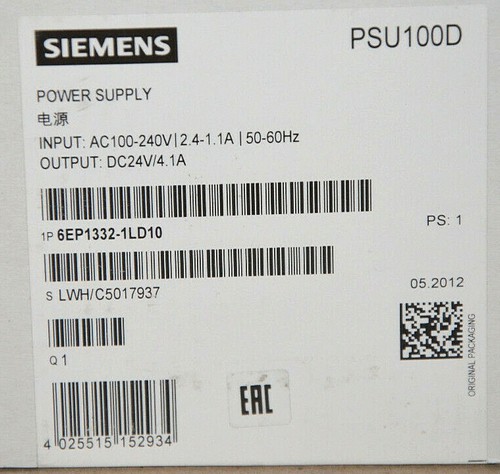 SIEMENS
PSU100D
POWER SUPPLY
电源
INPUT: AC100-240V|2.4-1.1A | 50-60Hz
OUTPUT: DC24V/4.1A
1P 6EP1332-1LD10
PS: 1
S LWH/C5017937
05.2012
Q 1
ORIGINAL PACKAGING
EAC
4 025515 152934